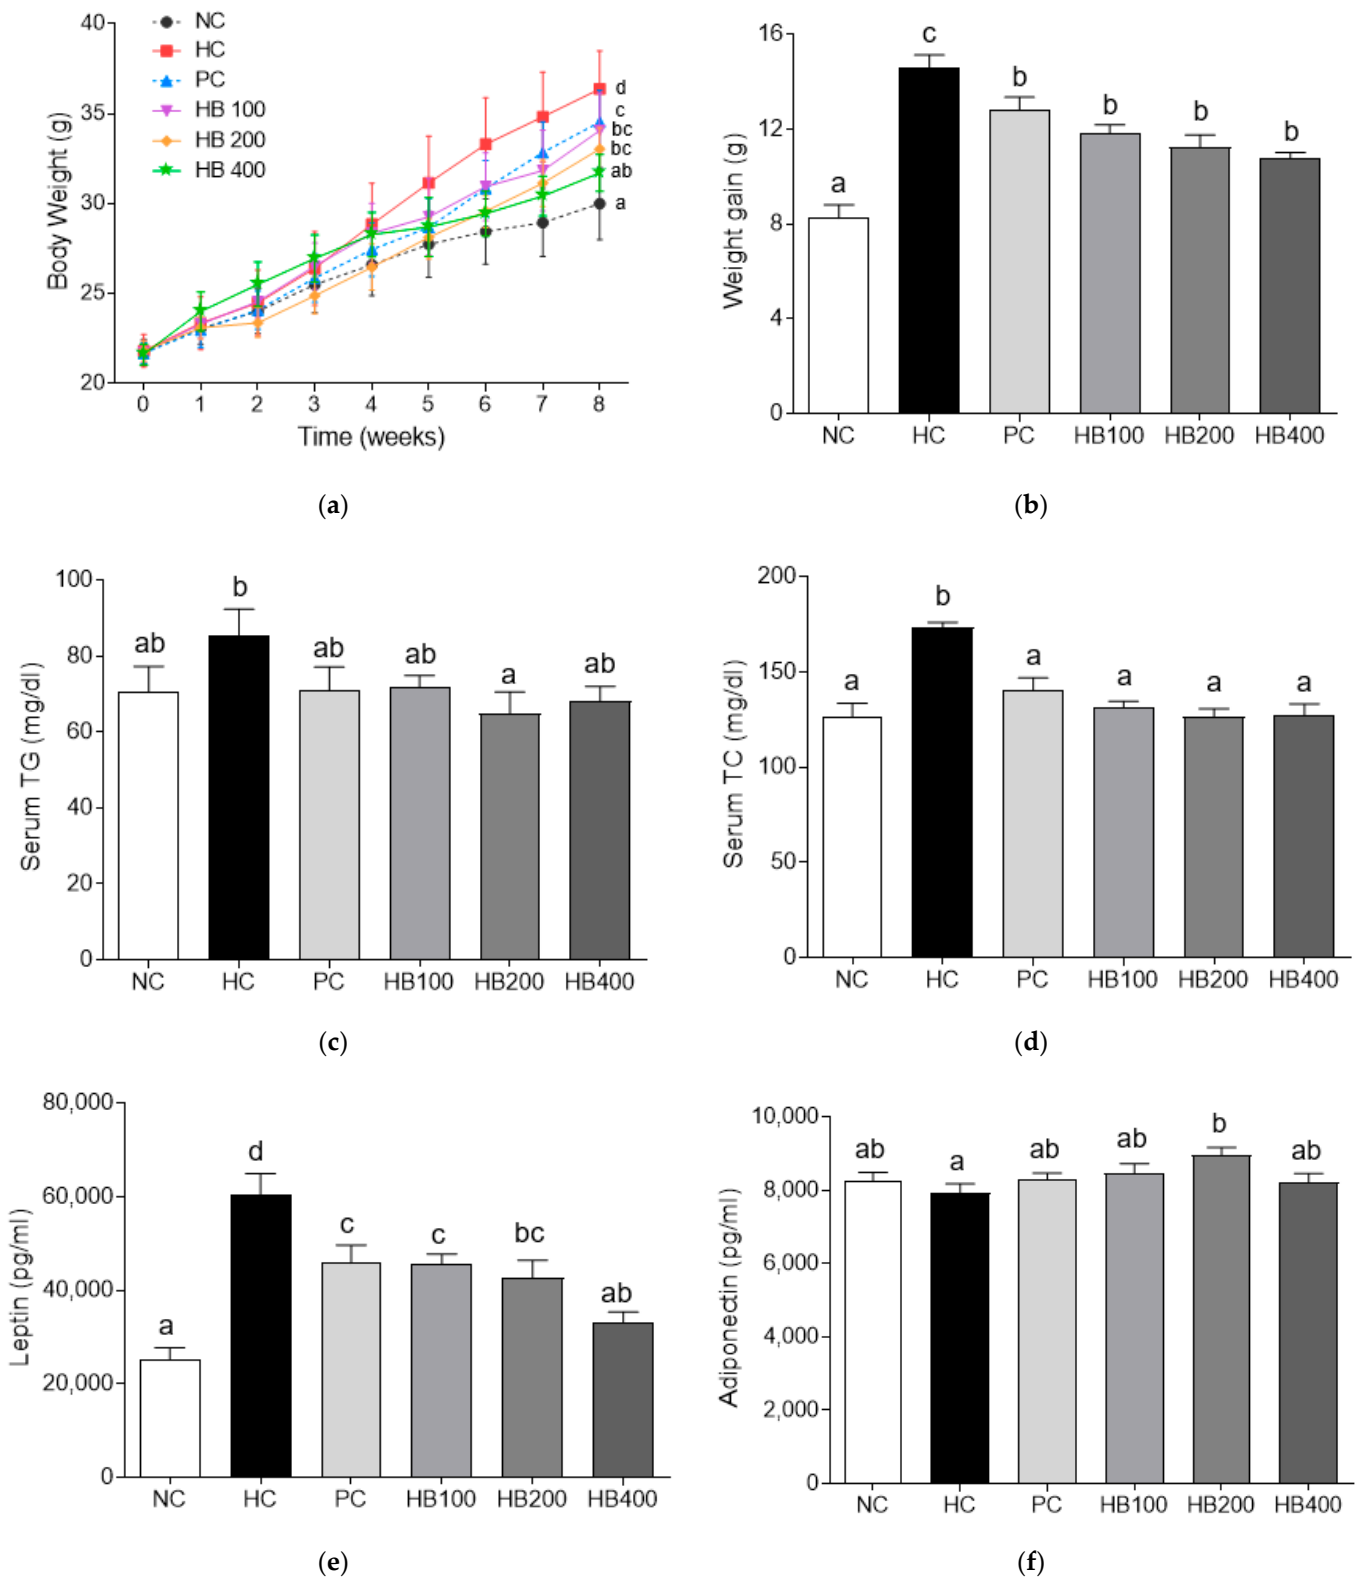 40
35
30
25
20
Body Weight (g)
NC
HC
PC
HB 100
HB 200
HB 400
d
c
bc
bc
ab
a
0 1 2 3 4 5 6 7 8
Time (weeks)
(a)
16
12
8
4
0
Weight gain (g)
a c b b b b
NC HC PC HB100 HB200 HB400
(b)
100
80
60
40
20
0
Serum TG (mg/dl)
ab b ab ab a ab
NC HC PC HB100 HB200 HB400
(c)
200
150
100
50
0
Serum TC (mg/dl)
a b a a a a
NC HC PC HB100 HB200 HB400
(d)
80,000
60,000
40,000
20,000
0
Leptin (pg/ml)
a d c c bc ab
NC HC PC HB100 HB200 HB400
(e)
10,000
8,000
6,000
4,000
2,000
0
Adiponectin (pg/ml)
ab a ab ab b ab
NC HC PC HB100 HB200 HB400
(f)